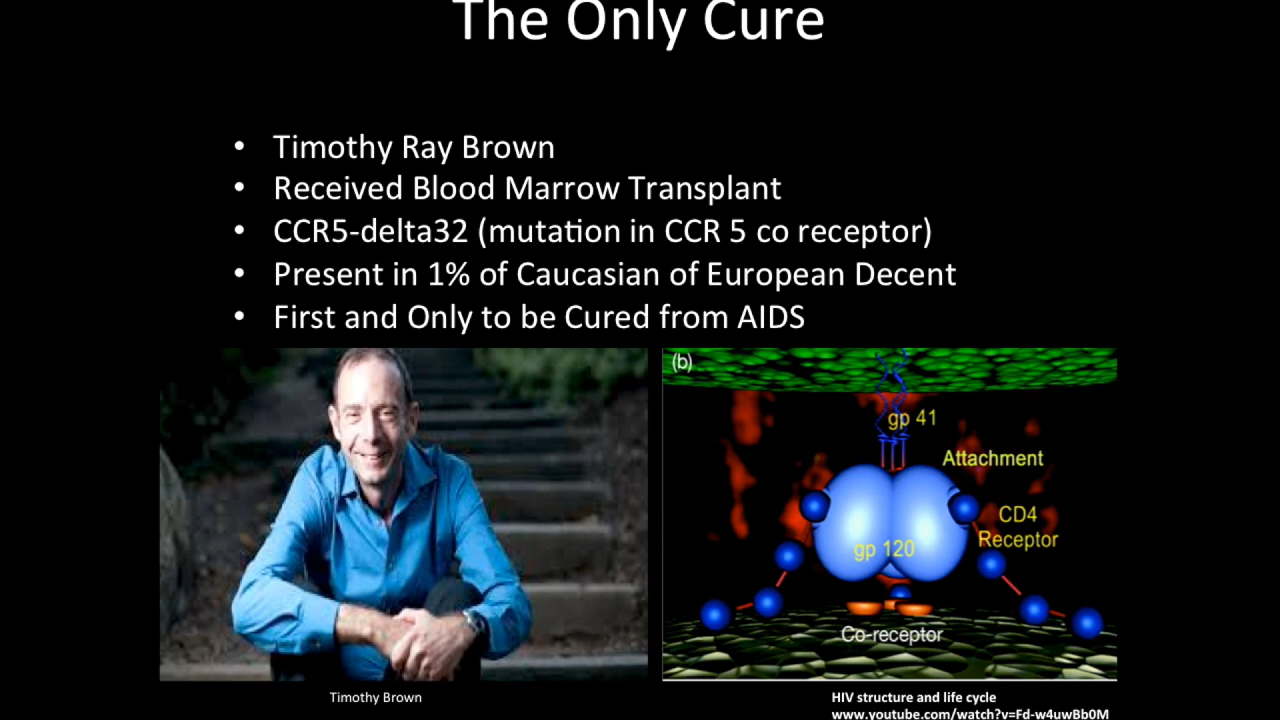 The Only Cure
• Timothy Ray Brown
• Received Blood Marrow Transplant
• CCR5-delta32 (mutation in CCR 5 co receptor)
• Present in 1% of Caucasian of European Decent
• First and Only to be Cured from AIDS
(b)
gp 41
Attachment
CD4
Receptor
gp 120
Co-receptor
Timothy Brown
HIV structure and life cycle
www.youtube.com/watch?v=Fd-w4uwBb0M